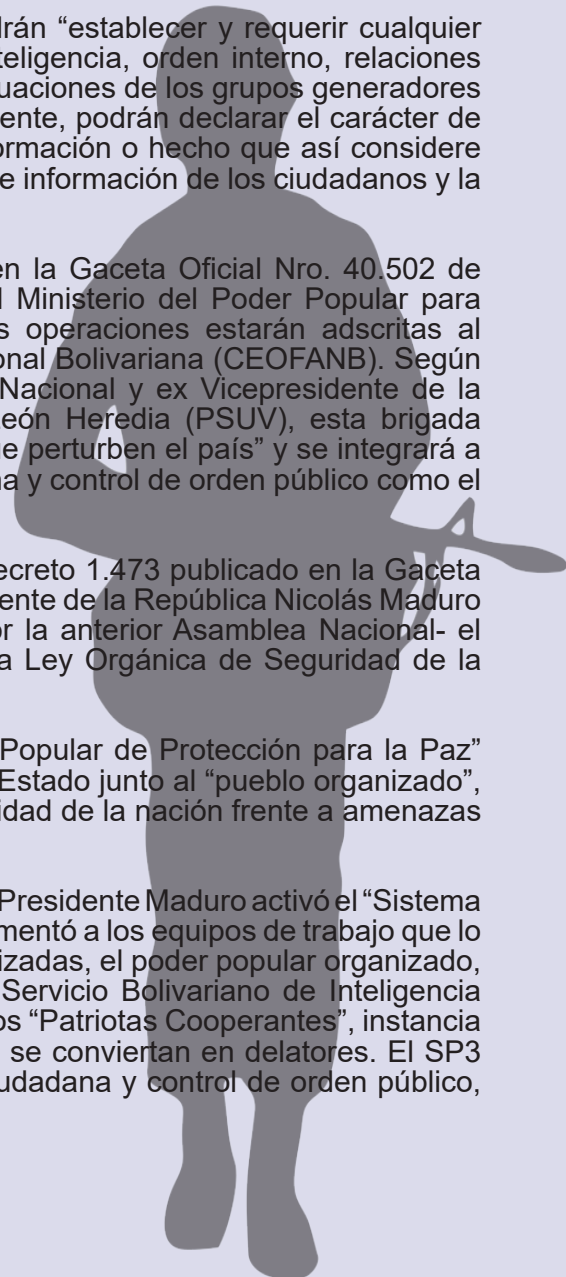 drán “establecer y requerir cualquier
teligencia, orden interno, relaciones
uaciones de los grupos generadores
ente, podrán declarar el carácter de
ormación o hecho que así considere
e información de los ciudadanos y la
en la Gaceta Oficial Nro. 40.502 de
l Ministerio del Poder Popular para
s operaciones estarán adscritas al
onal Bolivariana (CEOFANB). Según
Nacional y ex Vicepresidente de la
eón Heredia (PSUV), esta brigada
e perturben el país” y se integrará a
na y control de orden público como el
ecreto 1.473 publicado en la Gaceta
ente de la República Nicolás Maduro
or la anterior Asamblea Nacional- el
a Ley Orgánica de Seguridad de la
Popular de Protección para la Paz”
Estado junto al “pueblo organizado”,
idad de la nación frente a amenazas
Presidente Maduro activó el “Sistema
mentó a los equipos de trabajo que lo
izadas, el poder popular organizado,
Servicio Bolivariano de Inteligencia
os “Patriotas Cooperantes”, instancia
se conviertan en delatores. El SP3
udadana y control de orden público,